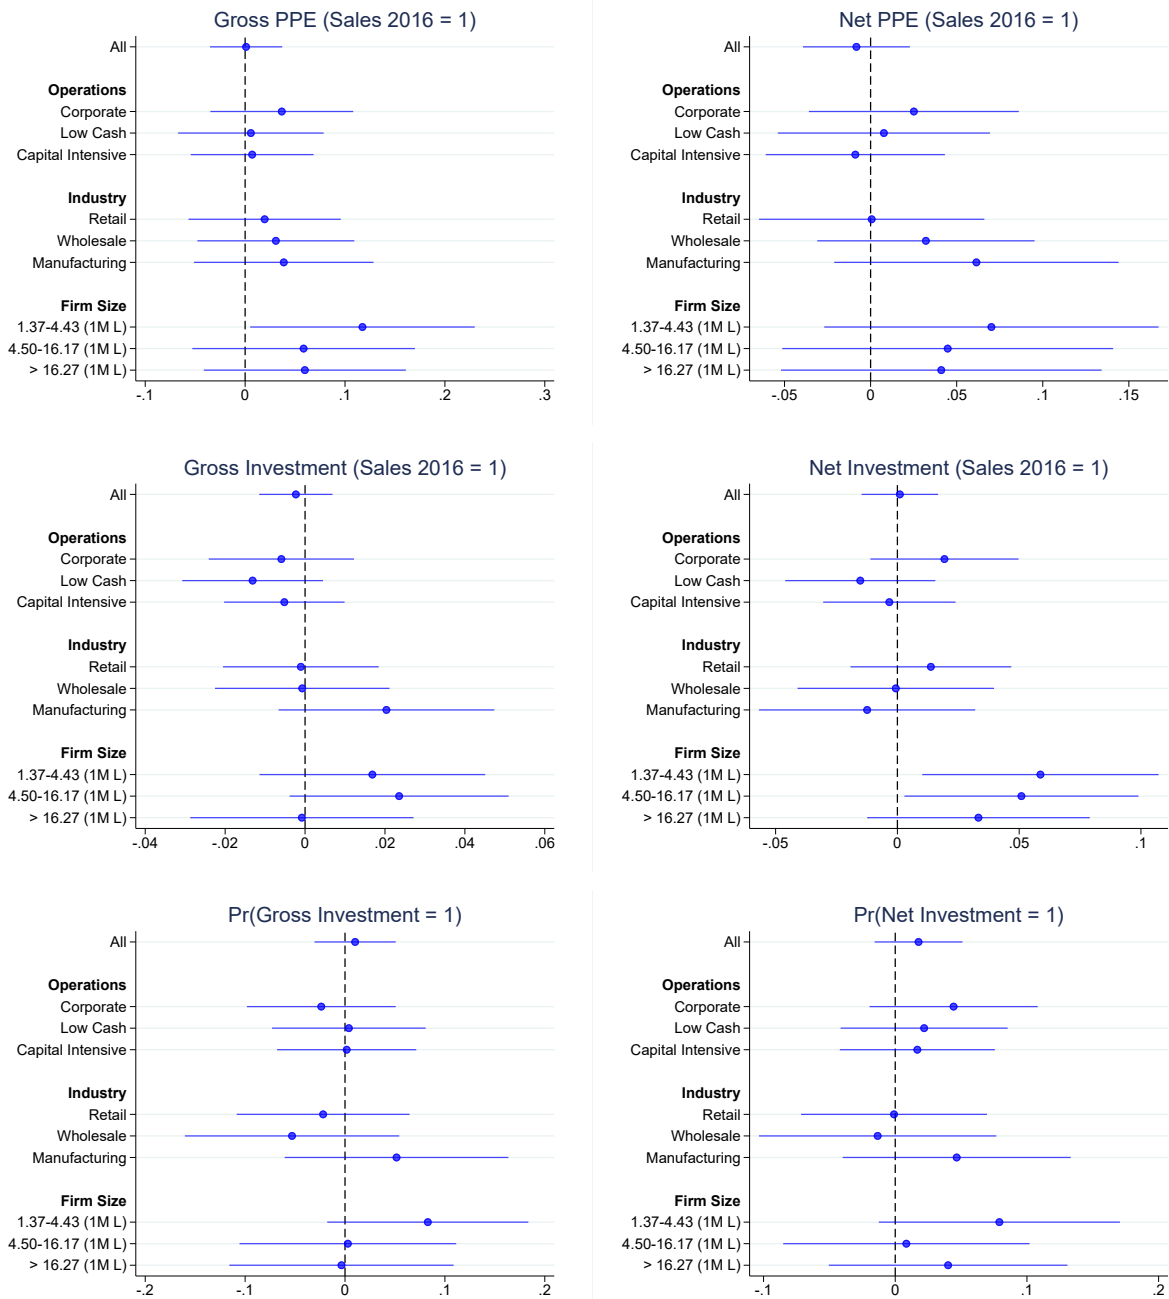 Gross PPE (Sales 2016 = 1)
All
Operations
Corporate
Low Cash
Capital Intensive
Industry
Retail
Wholesale
Manufacturing
Firm Size
1.37-4.43 (1M L)
4.50-16.17 (1M L)
> 16.27 (1M L)
-.1 0 .1 .2 .3
Net PPE (Sales 2016 = 1)
All
Operations
Corporate
Low Cash
Capital Intensive
Industry
Retail
Wholesale
Manufacturing
Firm Size
1.37-4.43 (1M L)
4.50-16.17 (1M L)
> 16.27 (1M L)
-.05 0 .05 .1 .15
Gross Investment (Sales 2016 = 1)
All
Operations
Corporate
Low Cash
Capital Intensive
Industry
Retail
Wholesale
Manufacturing
Firm Size
1.37-4.43 (1M L)
4.50-16.17 (1M L)
> 16.27 (1M L)
-.04 -.02 0 .02 .04 .06
Net Investment (Sales 2016 = 1)
All
Operations
Corporate
Low Cash
Capital Intensive
Industry
Retail
Wholesale
Manufacturing
Firm Size
1.37-4.43 (1M L)
4.50-16.17 (1M L)
> 16.27 (1M L)
-.05 0 .05 .1
Pr(Gross Investment = 1)
All
Operations
Corporate
Low Cash
Capital Intensive
Industry
Retail
Wholesale
Manufacturing
Firm Size
1.37-4.43 (1M L)
4.50-16.17 (1M L)
> 16.27 (1M L)
-.2 -.1 0 .1 .2
Pr(Net Investment = 1)
All
Operations
Corporate
Low Cash
Capital Intensive
Industry
Retail
Wholesale
Manufacturing
Firm Size
1.37-4.43 (1M L)
4.50-16.17 (1M L)
> 16.27 (1M L)
-.1 0 .1 .2